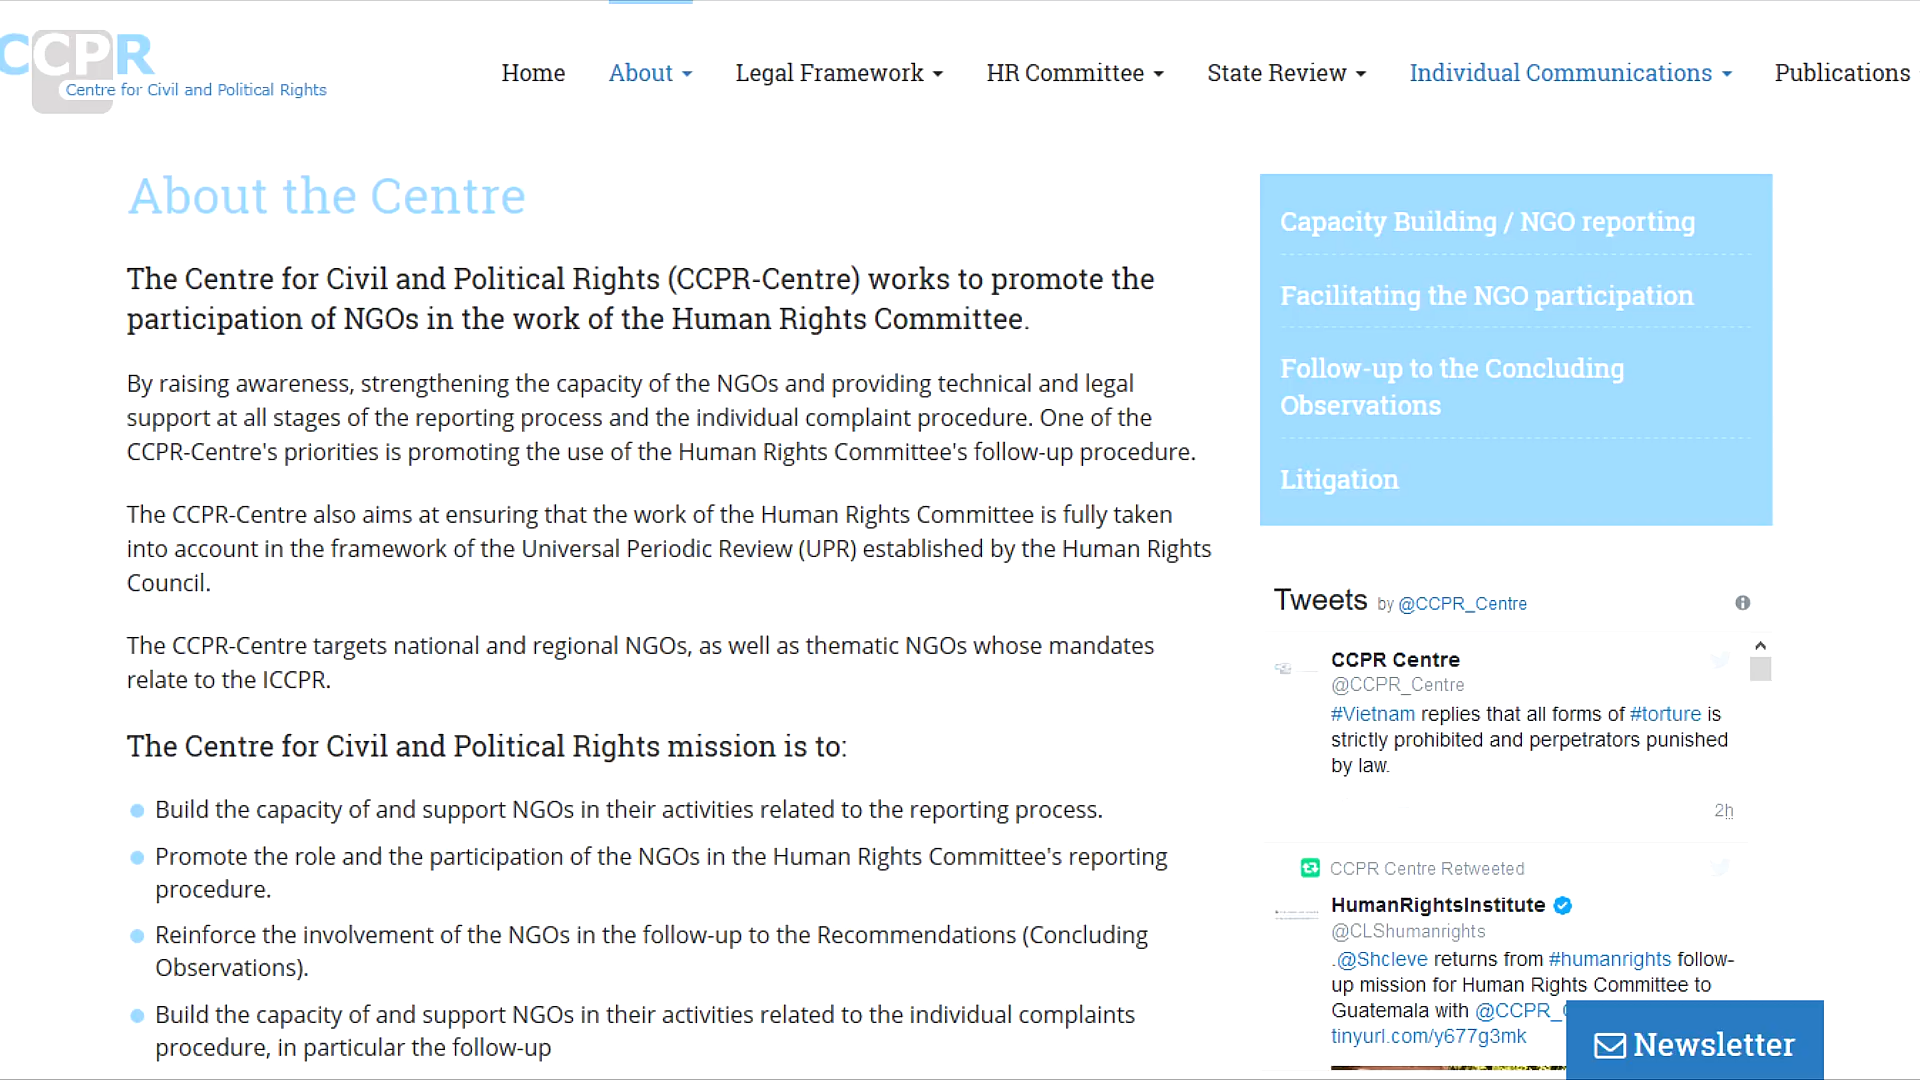 CCPR
Centre for Civil and Political Rights
Home
About
Legal Framework
HR Committee
State Review
Individual Communications
Publications
About the Centre
The Centre for Civil and Political Rights (CCPR-Centre) works to promote the
participation of NGOs in the work of the Human Rights Committee.
By raising awareness, strengthening the capacity of the NGOs and providing technical and legal
support at all stages of the reporting process and the individual complaint procedure. One of the
CCPR-Centre's priorities is promoting the use of the Human Rights Committee's follow-up procedure.
The CCPR-Centre also aims at ensuring that the work of the Human Rights Committee is fully taken
into account in the framework of the Universal Periodic Review (UPR) established by the Human Rights
Council.
The CCPR-Centre targets national and regional NGOs, as well as thematic NGOs whose mandates
relate to the ICCPR.
The Centre for Civil and Political Rights mission is to:
Build the capacity of and support NGOs in their activities related to the reporting process.
Promote the role and the participation of the NGOs in the Human Rights Committee's reporting
procedure.
Reinforce the involvement of the NGOs in the follow-up to the Recommendations (Concluding
Observations).
Build the capacity of and support NGOs in their activities related to the individual complaints
procedure, in particular the follow-up
Capacity Building / NGO reporting
Facilitating the NGO participation
Follow-up to the Concluding
Observations
Litigation
Tweets by @CCPR_Centre
CCPR Centre
@CCPR_Centre
#Vietnam replies that all forms of #torture is
strictly prohibited and perpetrators punished
by law.
2h
CCPR Centre Retweeted
HumanRightsInstitute
@CLShumanrights
.@Shcleve returns from #humanrights follow-
up mission for Human Rights Committee to
Guatemala with @CCPR_
tinyurl.com/y677g3mk
Newsletter